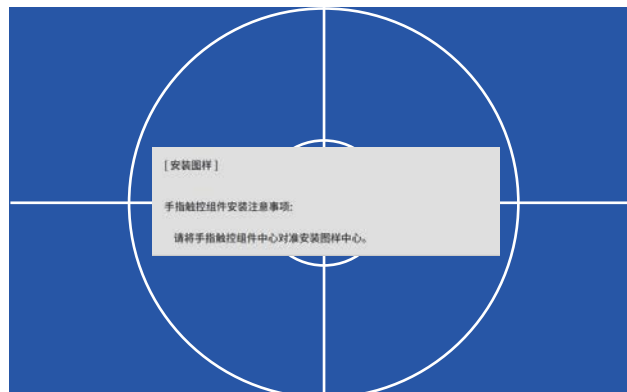 [ 安装图样 ]
手指触控组件安装注意事项:
请将手指触控组件中心对准安装图样中心。